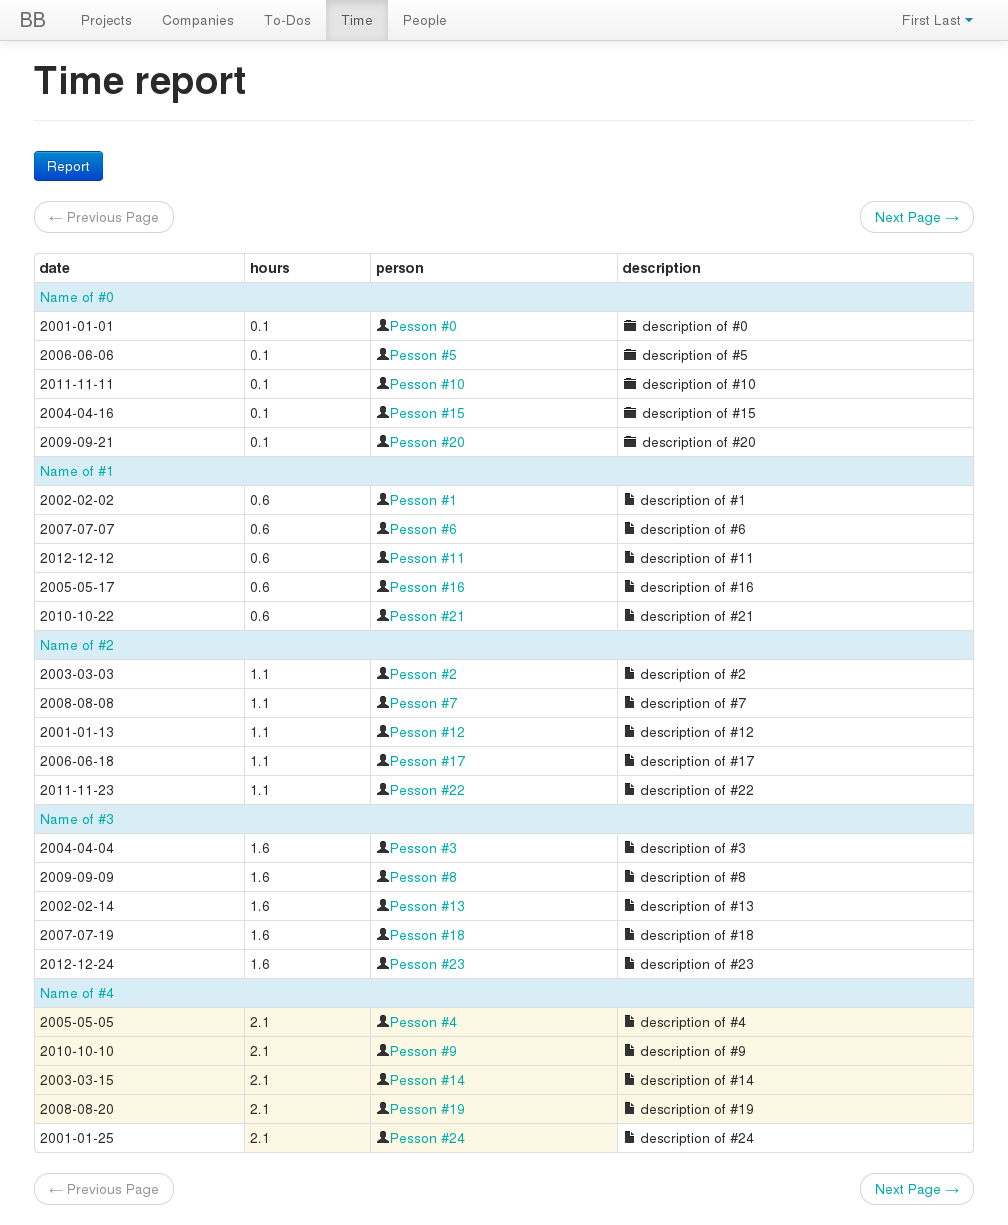 BB Projects Companies To-Dos Time People First Last
Time report
Report
← Previous Page Next Page →
date hours person description
Name of #0
2001-01-01 0.1 Pesson #0 description of #0
2006-06-06 0.1 Pesson #5 description of #5
2011-11-11 0.1 Pesson #10 description of #10
2004-04-16 0.1 Pesson #15 description of #15
2009-09-21 0.1 Pesson #20 description of #20
Name of #1
2002-02-02 0.6 Pesson #1 description of #1
2007-07-07 0.6 Pesson #6 description of #6
2012-12-12 0.6 Pesson #11 description of #11
2005-05-17 0.6 Pesson #16 description of #16
2010-10-22 0.6 Pesson #21 description of #21
Name of #2
2003-03-03 1.1 Pesson #2 description of #2
2008-08-08 1.1 Pesson #7 description of #7
2001-01-13 1.1 Pesson #12 description of #12
2006-06-18 1.1 Pesson #17 description of #17
2011-11-23 1.1 Pesson #22 description of #22
Name of #3
2004-04-04 1.6 Pesson #3 description of #3
2009-09-09 1.6 Pesson #8 description of #8
2002-02-14 1.6 Pesson #13 description of #13
2007-07-19 1.6 Pesson #18 description of #18
2012-12-24 1.6 Pesson #23 description of #23
Name of #4
2005-05-05 2.1 Pesson #4 description of #4
2010-10-10 2.1 Pesson #9 description of #9
2003-03-15 2.1 Pesson #14 description of #14
2008-08-20 2.1 Pesson #19 description of #19
2001-01-25 2.1 Pesson #24 description of #24
← Previous Page Next Page →